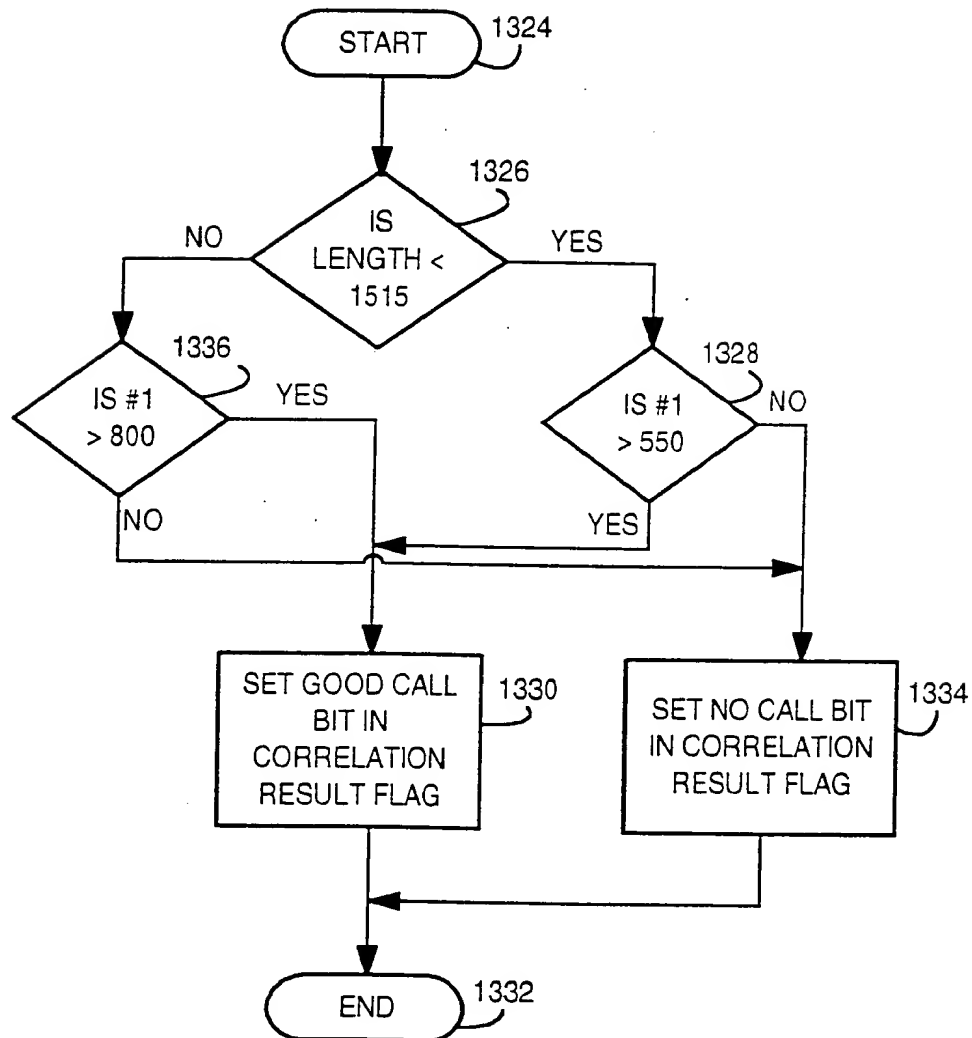 START
1324
1326
IS
LENGTH <
1515
NO
YES
1336
1328
IS #1
> 800
YES
IS #1
> 550
NO
NO
YES
SET GOOD CALL
BIT IN
CORRELATION
RESULT FLAG
1330
SET NO CALL BIT
IN CORRELATION
RESULT FLAG
1334
END
1332